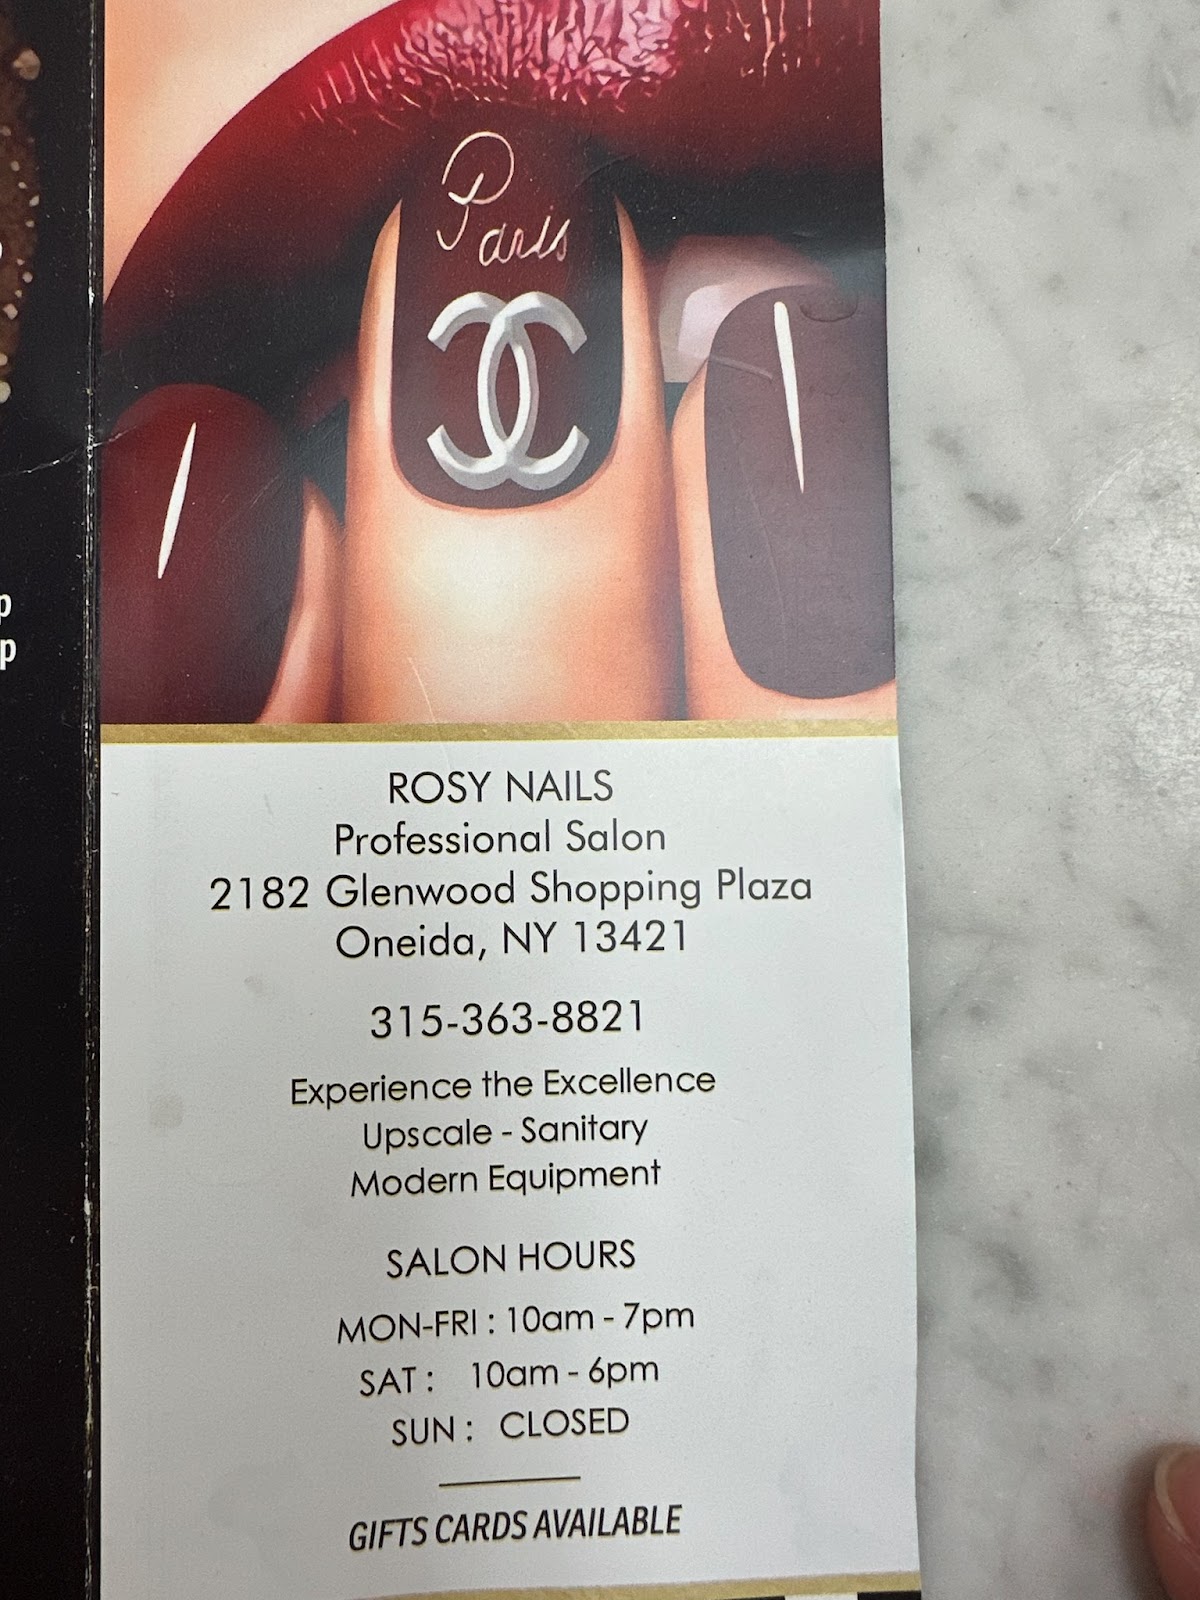 Paris
ROSY NAILS
Professional Salon
2182 Glenwood Shopping Plaza
Oneida, NY 13421
315-363-8821
Experience the Excellence
Upscale - Sanitary
Modern Equipment
SALON HOURS
MON-FRI : 10am - 7pm
SAT : 10am - 6pm
SUN : CLOSED
GIFTS CARDS AVAILABLE